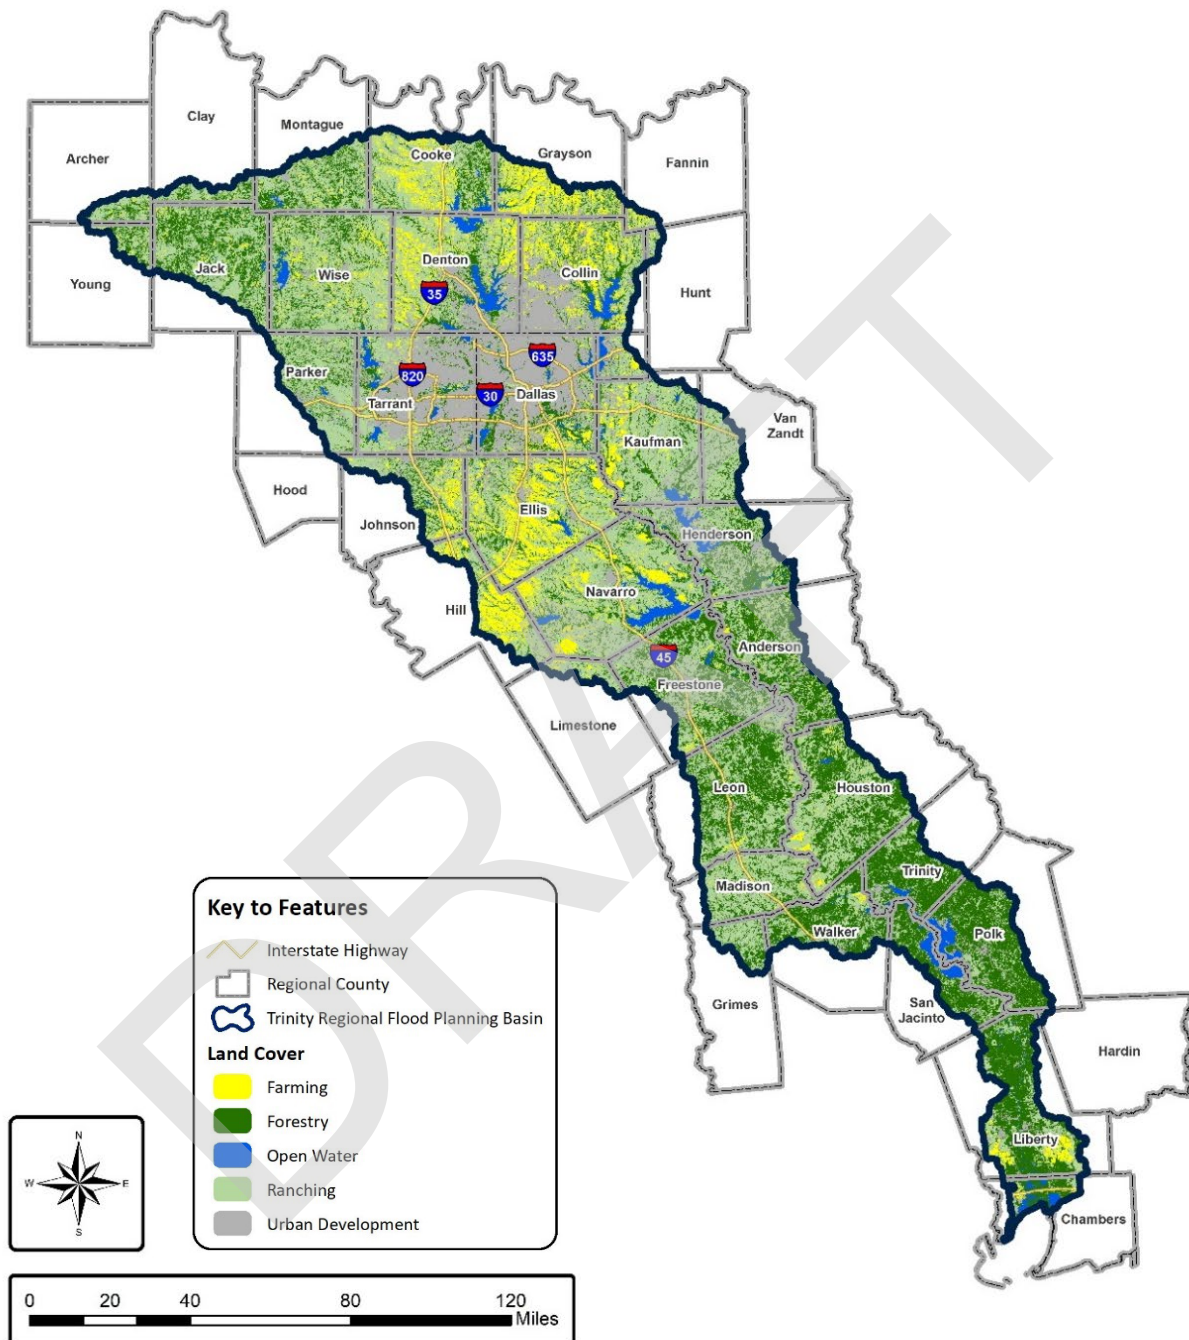 Clay
Montague
Archer
Cooke
Grayson
Fannin
Young
Jack
Wise
Denton
Collin
Hunt
35
635
820
30
Parker
Tarrant
Dallas
Van
Zandt
Kaufman
Hood
Johnson
Ellis
Henderson
Hill
Navarro
Anderson
45
Freestone
Limestone
Leon
Houston
Madison
Trinity
Walker
Polk
Grimes
San
Jacinto
Hardin
Liberty
Chambers
DRAFT
Key to Features
Interstate Highway
Regional County
Trinity Regional Flood Planning Basin
Land Cover
Farming
Forestry
Open Water
Ranching
Urban Development
N
W E
S
0 20 40 80 120
Miles